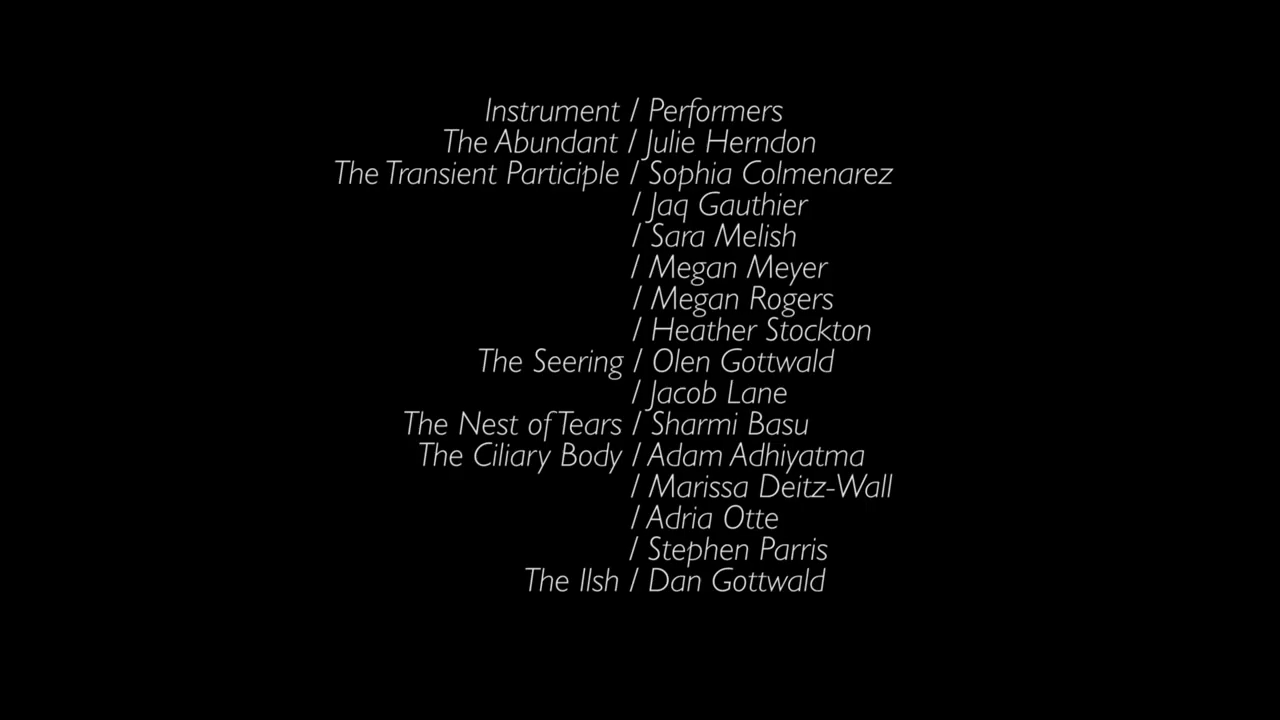 Instrument / Performers
The Abundant / Julie Herndon
The Transient Participle / Sophia Colmenarez
/ Jaq Gauthier
/ Sara Melish
/ Megan Meyer
/ Megan Rogers
/ Heather Stockton
The Seering / Olen Gottwald
/ Jacob Lane
The Nest of Tears / Sharmi Basu
The Ciliary Body / Adam Adhiyatma
/ Marissa Deitz-Wall
/ Adria Otte
/ Stephen Parris
The Ilsh / Dan Gottwald